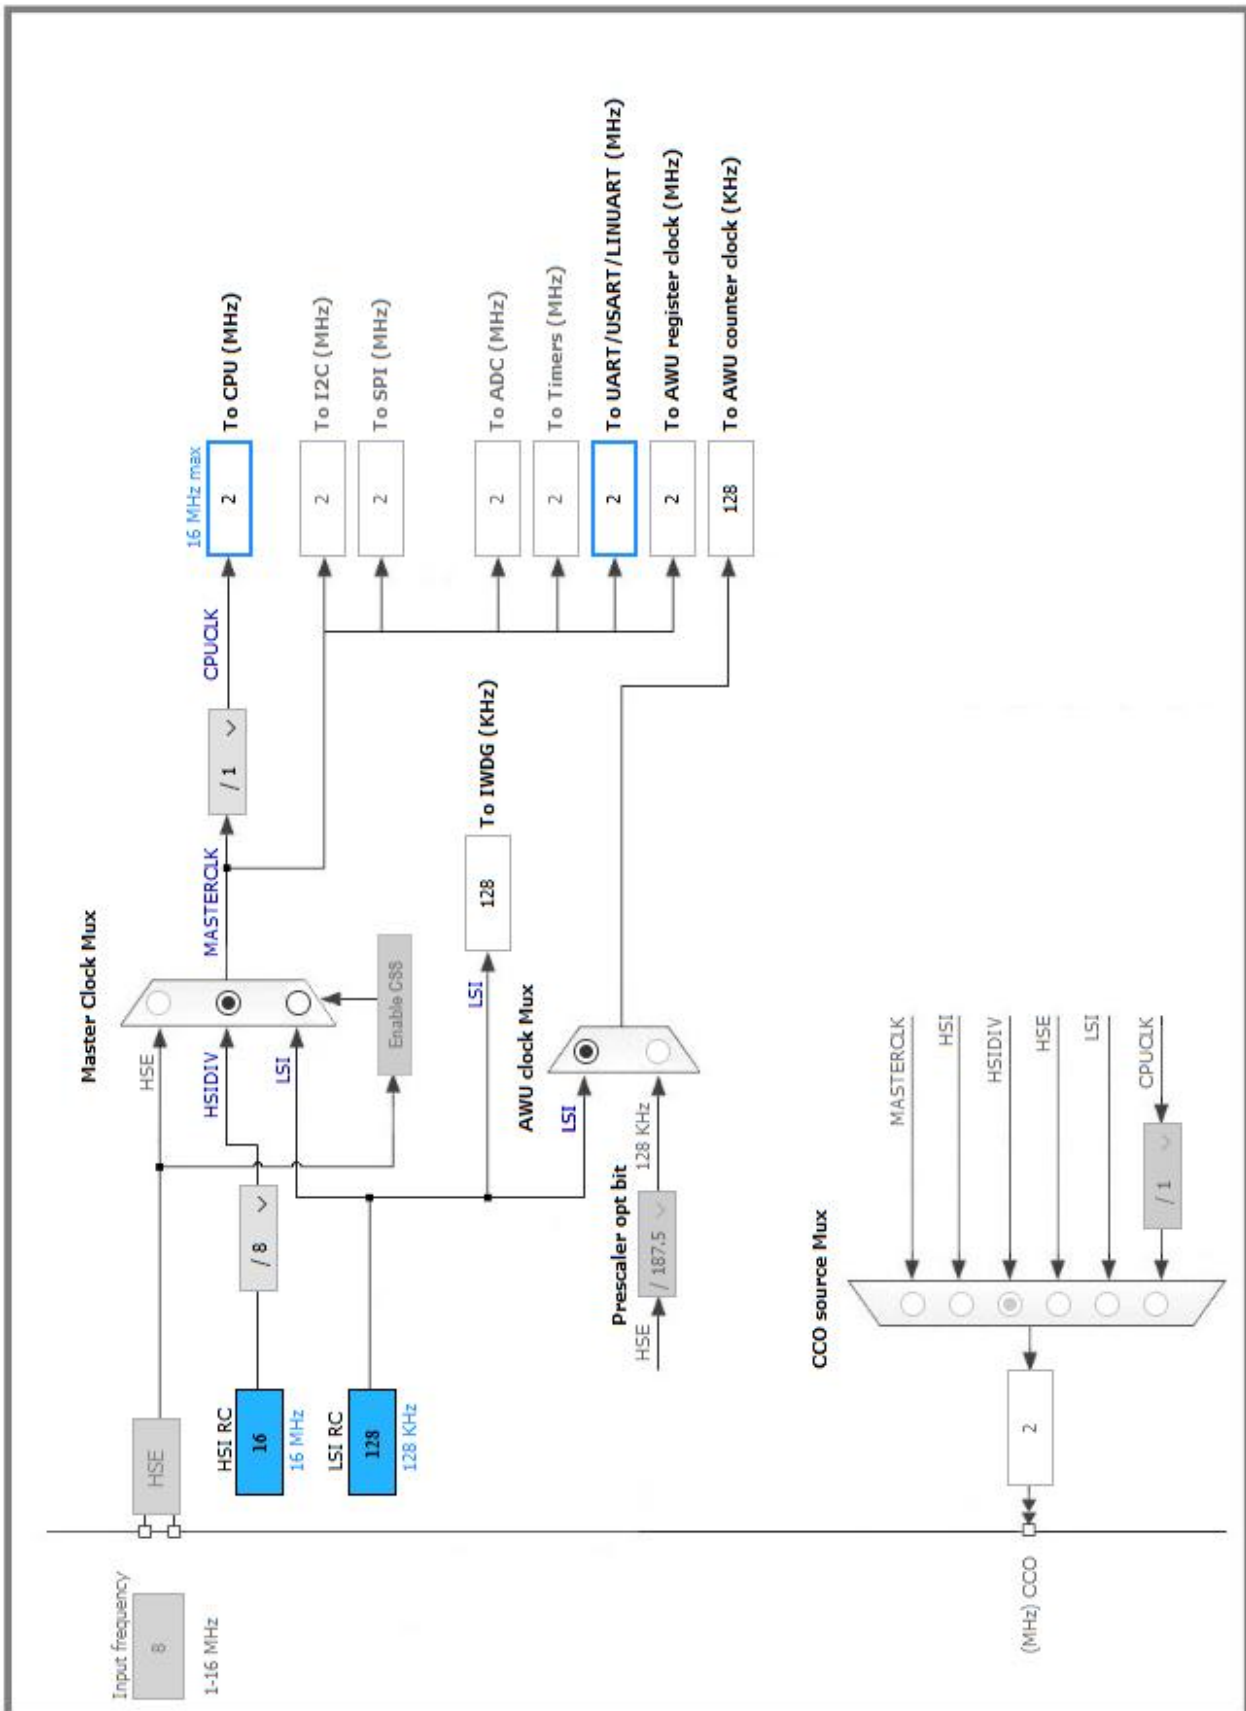 Input frequency
8
1-16 MHz
HSE
HSI RC
16
16 MHz
LSI RC
128
128 KHz
/ 8
HSE
HSIDIV
LSI
Master Clock Mux
Enable CSS
MASTERCLK
/ 1
CPUCLK
16 MHz max
2
To CPU (MHz)
2
To I2C (MHz)
2
To SPI (MHz)
2
To ADC (MHz)
2
To Timers (MHz)
2
To UART/USART/LINUART (MHz)
2
To AWU register clock (MHz)
128
To AWU counter clock (KHz)
LSI
128
To IWDG (KHz)
AWU clock Mux
LSI
Prescaler opt bit
HSE
/ 187.5
128 KHz
CCO source Mux
MASTERCLK
HSI
HSIDIV
HSE
LSI
CPUCLK
/ 1
2
(MHz) CCO